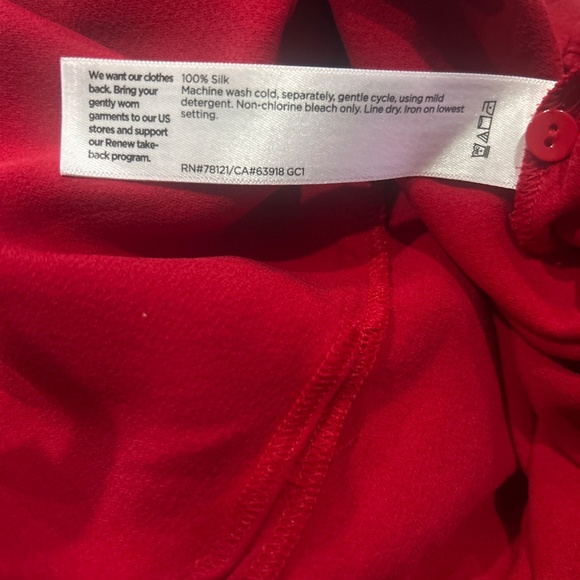 We want our clothes
back. Bring your
gently worn
garments to our US
stores and support
our Renew take-
back program.
100% Silk
Machine wash cold, separately, gentle cycle, using mild
detergent. Non-chlorine bleach only. Line dry. Iron on lowest
setting.
RN#78121/CA#63918 GC1